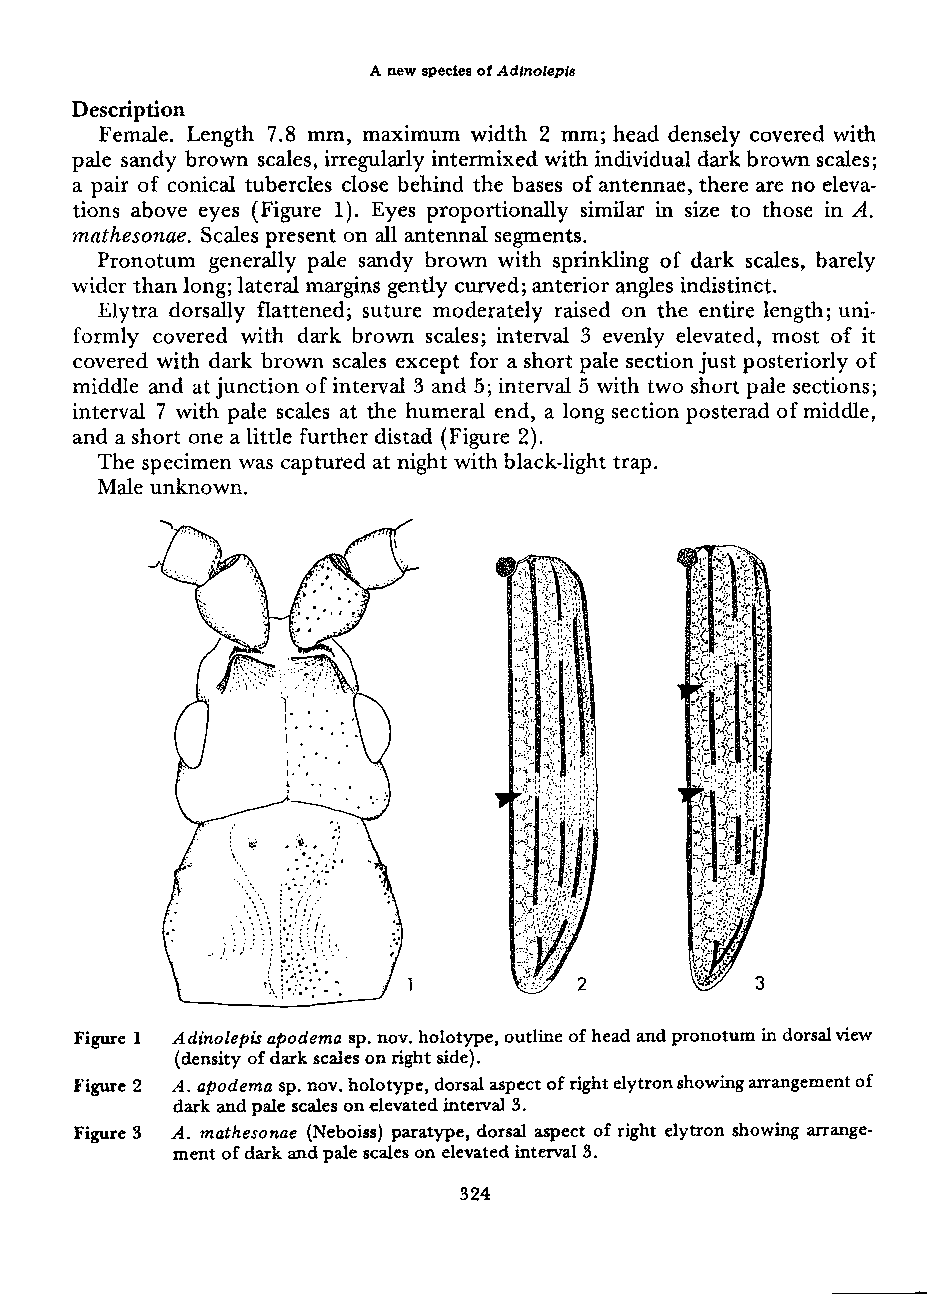 A new species of Adinolepis
Description
Female. Length 7.8 mm, maximum width 2 mm; head densely covered with
pale sandy brown scales, irregularly intermixed with individual dark brown scales;
a pair of conical tubercles close behind the bases of antennae, there are no eleva-
tions above eyes (Figure 1). Eyes proportionally similar in size to those in A.
mathesonae. Scales present on all antennal segments.
Pronotum generally pale sandy brown with sprinkling of dark scales, barely
wider than long; lateral margins gently curved; anterior angles indistinct.
Elytra dorsally flattened; suture moderately raised on the entire length; uni-
formly covered with dark brown scales; interval 3 evenly elevated, most of it
covered with dark brown scales except for a short pale section just posteriorly of
middle and at junction of interval 3 and 5; interval 5 with two short pale sections;
interval 7 with pale scales at the humeral end, a long section posterad of middle,
and a short one a little further distad (Figure 2).
The specimen was captured at night with black-light trap.
Male unknown.
1
2
3
Figure 1 Adinolepis apodema sp. nov. holotype, outline of head and pronotum in dorsal view
(density of dark scales on right side).
Figure 2 A. apodema sp. nov. holotype, dorsal aspect of right elytron showing arrangement of
dark and pale scales on elevated interval 3.
Figure 3 A. mathesonae (Neboiss) paratype, dorsal aspect of right elytron showing arrange-
ment of dark and pale scales on elevated interval 3.
324